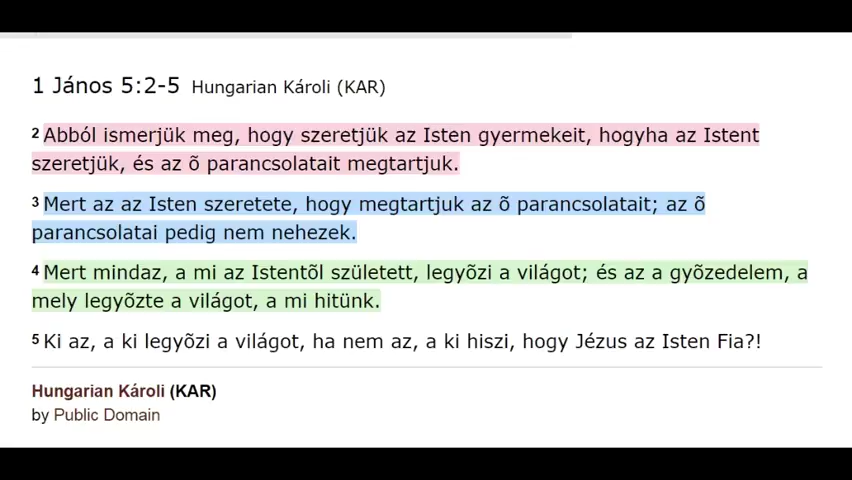 1 János 5:2-5 Hungarian Károli (KAR)
2 Abból ismerjük meg, hogy szeretjük az Isten gyermekeit, hogyha az Istent
szeretjük, és az õ parancsolatait megtartjuk.
3 Mert az az Isten szeretete, hogy megtartjuk az õ parancsolatait; az õ
parancsolatai pedig nem nehezek.
4 Mert mindaz, a mi az Istentõl született, legyõzi a világot; és az a gyõzedelem, a
mely legyõzte a világot, a mi hitünk.
5 Ki az, a ki legyõzi a világot, ha nem az, a ki hiszi, hogy Jézus az Isten Fia?!
Hungarian Károli (KAR)
by Public Domain